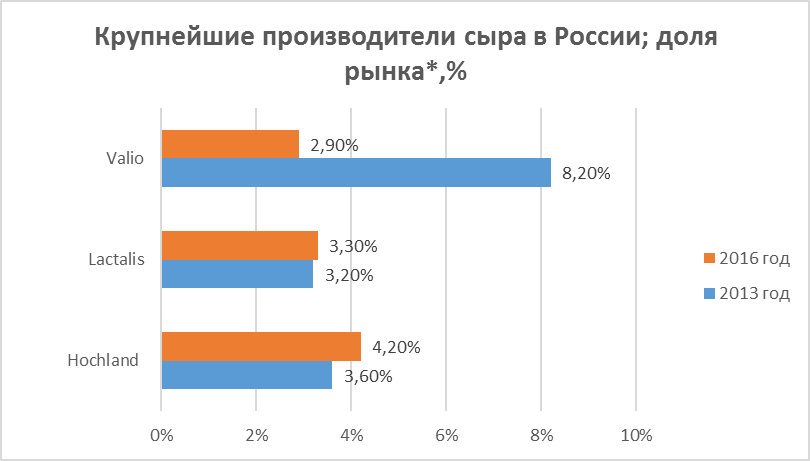 Крупнейшие производители сыра в России; доля
рынка*,%
Valio
2,90%
8,20%
Lactalis
3,30%
3,20%
Hochland
4,20%
3,60%
2016 год
2013 год
0%
2%
4%
6%
8%
10%